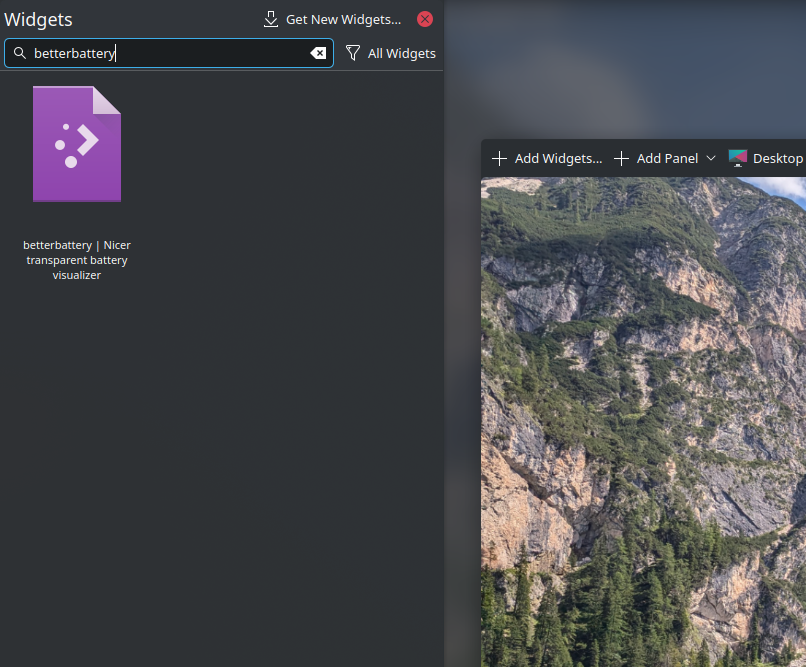 Widgets
Get New Widgets...
betterbattery
All Widgets
betterbattery | Nicer
transparent battery
visualizer
Add Widgets...
Add Panel
Desktop